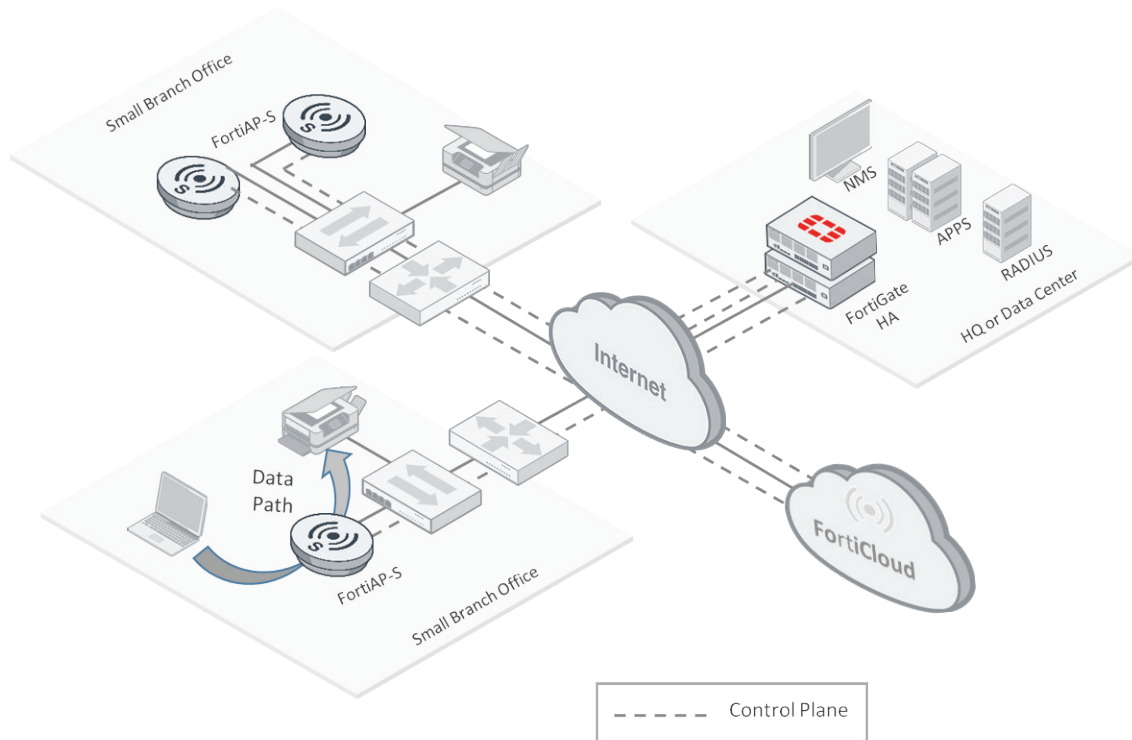 Small Branch Office
FortiAP-S
S
S
NMS
APPS
RADIUS
FortiGate
HA
HQ or Data Center
Internet
Data
Path
S
FortiAP-S
Small Branch Office
FortiCloud
Control Plane